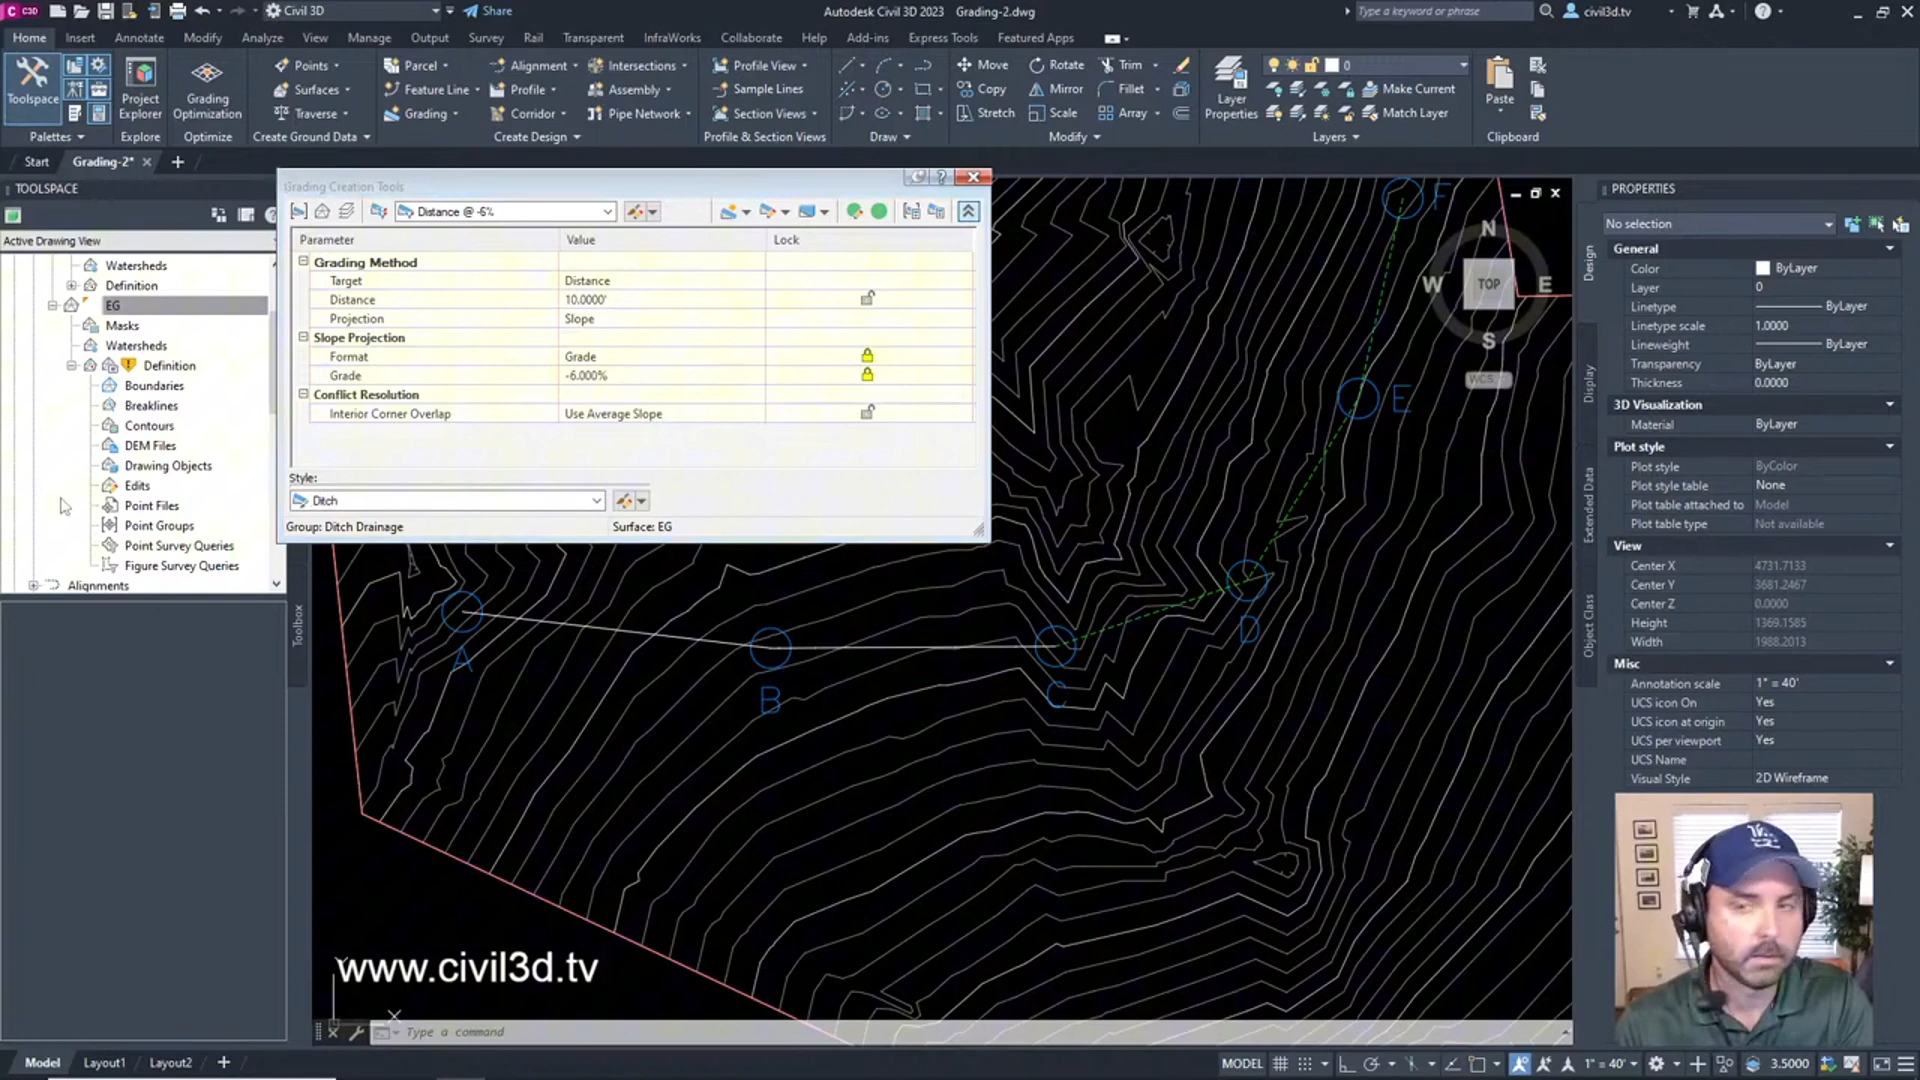 C3D
Civil 3D
Share
Autodesk Civil 3D 2023 Grading-2.dwg
Type a keyword or phrase
civil3d.tv
Home Insert Annotate Modify Analyze View Manage Output Survey Rail Transparent InfraWorks Collaborate Help Add-ins Express Tools Featured Apps
Toolspace
Project Explorer
Grading Optimization
Points
Surfaces
Traverse
Parcel
Feature Line
Grading
Alignment
Profile
Corridor
Intersections
Assembly
Pipe Network
Profile View
Sample Lines
Section Views
Move Rotate Trim
Copy Mirror Fillet
Stretch Scale Array
Layer Properties
0
Make Current
Match Layer
Paste
Palettes Explore Optimize Create Ground Data Create Design Profile & Section Views Draw Modify Layers Clipboard
Start Grading-2*
TOOLSPACE
Active Drawing View
Watersheds
Definition
EG
Masks
Watersheds
Definition
Boundaries
Breaklines
Contours
DEM Files
Drawing Objects
Edits
Point Files
Point Groups
Point Survey Queries
Figure Survey Queries
Alignments
Toolbox
Grading Creation Tools
Distance @ -6%
Parameter Value Lock
Grading Method
Target Distance
Distance 10.0000'
Projection Slope
Slope Projection
Format Grade
Grade -6.000%
Conflict Resolution
Interior Corner Overlap Use Average Slope
Style:
Ditch
Group: Ditch Drainage Surface: EG
A
B
C
D
E
F
N
W TOP E
S
WCS
www.civil3d.tv
Type a command
PROPERTIES
No selection
Design
Display
Extended Data
Object Class
General
Color ByLayer
Layer 0
Linetype ByLayer
Linetype scale 1.0000
Lineweight ByLayer
Transparency ByLayer
Thickness 0.0000
3D Visualization
Material ByLayer
Plot style
Plot style ByColor
Plot style table None
Plot table attached to Model
Plot table type Not available
View
Center X 4731.7133
Center Y 3681.2467
Center Z 0.0000
Height 1369.1585
Width 1988.2013
Misc
Annotation scale 1" = 40'
UCS icon On Yes
UCS icon at origin Yes
UCS per viewport Yes
UCS Name
Visual Style 2D Wireframe
Model Layout1 Layout2
MODEL 1" = 40' 3.5000